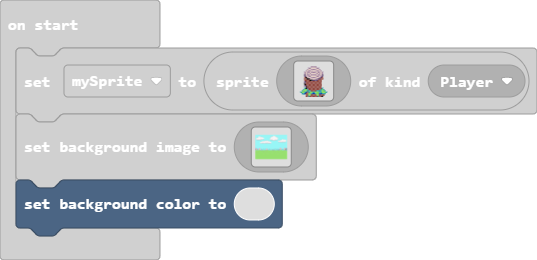 on start
set mySprite to sprite of kind Player
set background image to
set background color to